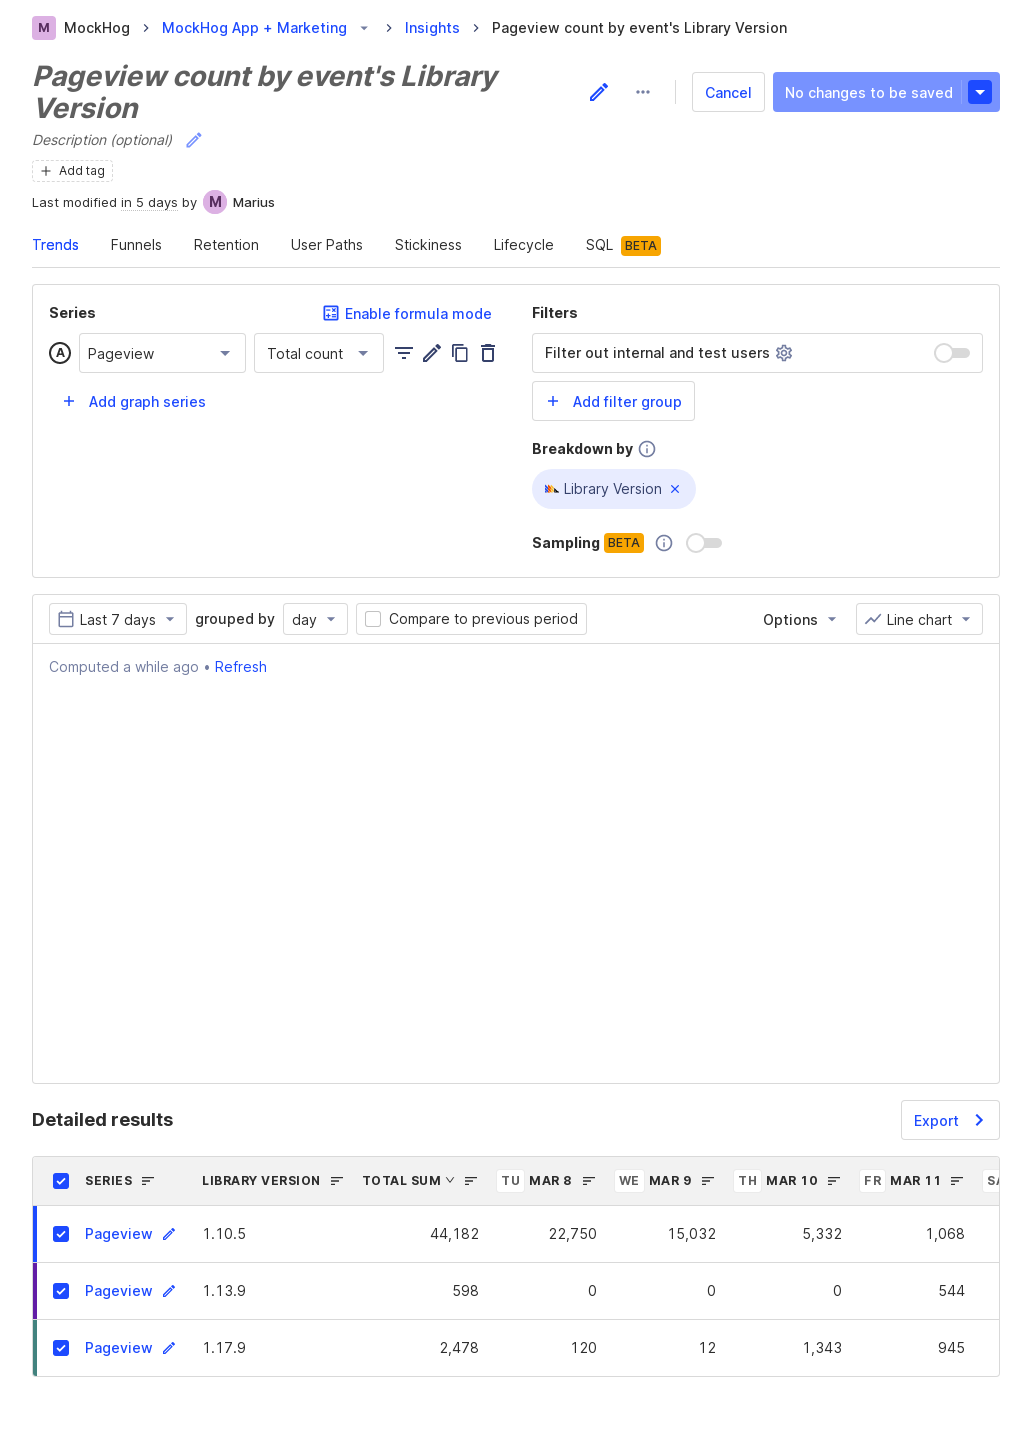 M MockHog MockHog App + Marketing Insights Pageview count by event's Library Version
Pageview count by event's Library
Version
Cancel No changes to be saved
Description (optional)
Add tag
Last modified in 5 days by M Marius
Trends Funnels Retention User Paths Stickiness Lifecycle SQL BETA
Series Enable formula mode
A Pageview Total count
Add graph series
Filters
Filter out internal and test users
Add filter group
Breakdown by
Library Version
Sampling BETA
Last 7 days grouped by day Compare to previous period Options Line chart
Computed a while ago • Refresh
Detailed results Export
SERIES LIBRARY VERSION TOTAL SUM TU MAR 8 WE MAR 9 TH MAR 10 FR MAR 11
Pageview 1.10.5 44,182 22,750 15,032 5,332 1,068
Pageview 1.13.9 598 0 0 0 544
Pageview 1.17.9 2,478 120 12 1,343 945